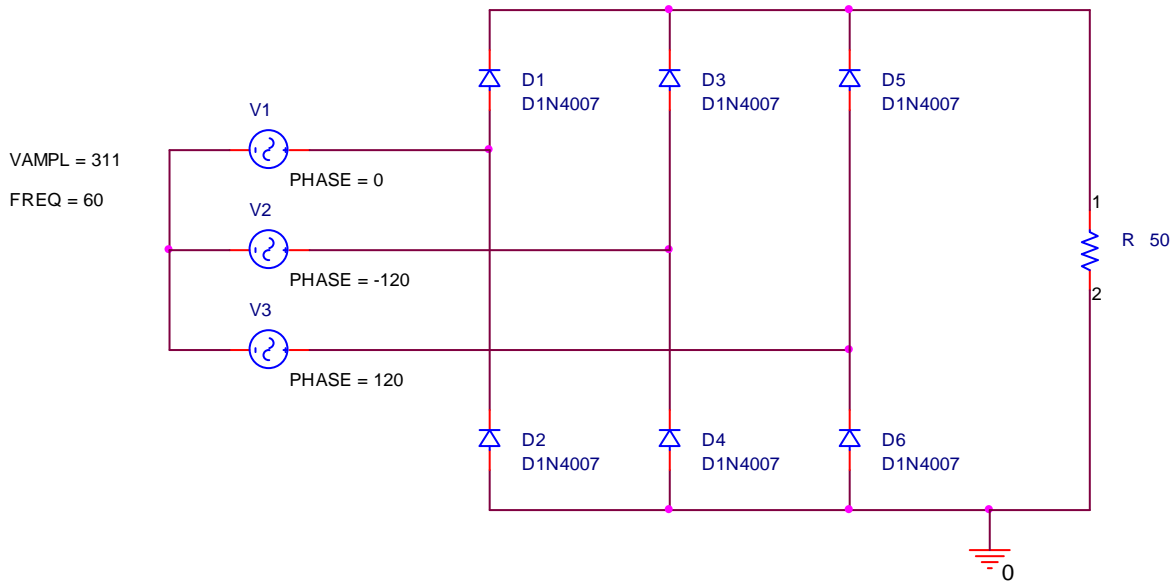 D1
D1N4007
D3
D1N4007
D5
D1N4007
V1
VAMPL = 311
FREQ = 60
PHASE = 0
V2
PHASE = -120
V3
PHASE = 120
1
R 50
2
D2
D1N4007
D4
D1N4007
D6
D1N4007
0